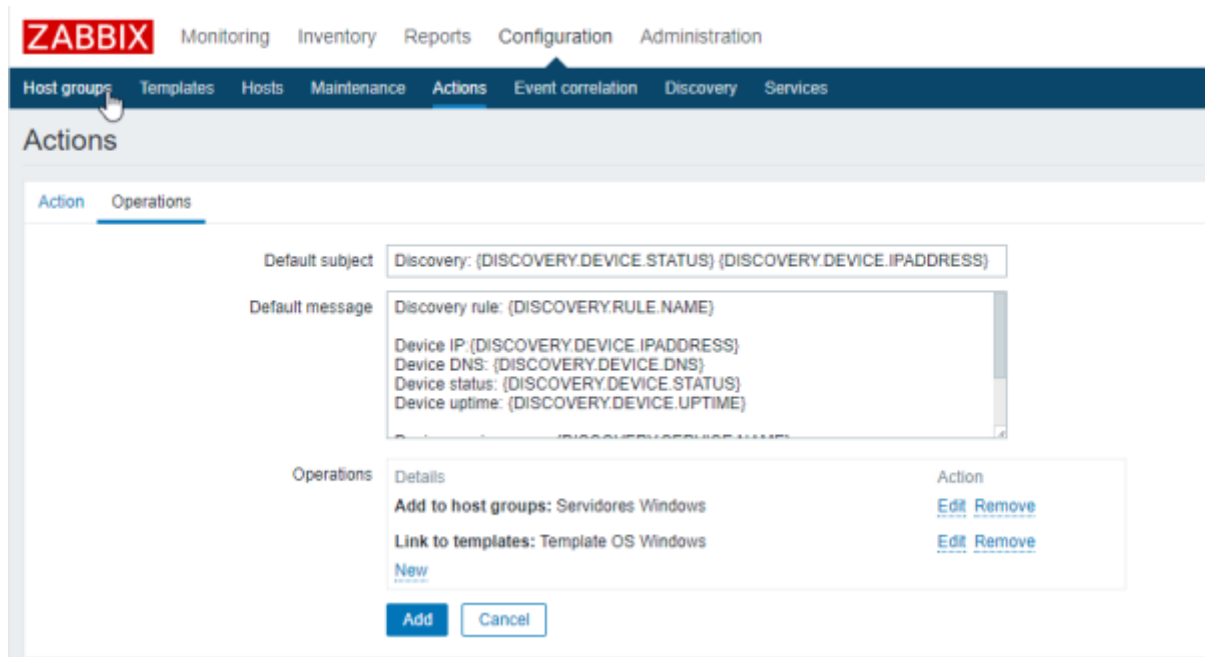 ZABBIX Monitoring Inventory Reports Configuration Administration
Host groups Templates Hosts Maintenance Actions Event correlation Discovery Services
Actions
Action Operations
Default subject Discovery: {DISCOVERY.DEVICE.STATUS} {DISCOVERY.DEVICE.IPADDRESS}
Default message Discovery rule: {DISCOVERY.RULE.NAME}
Device IP:{DISCOVERY.DEVICE.IPADDRESS}
Device DNS: {DISCOVERY.DEVICE.DNS}
Device status: {DISCOVERY.DEVICE.STATUS}
Device uptime: {DISCOVERY.DEVICE.UPTIME}
Operations Details Action
Add to host groups: Servidores Windows Edit Remove
Link to templates: Template OS Windows Edit Remove
New
Add Cancel